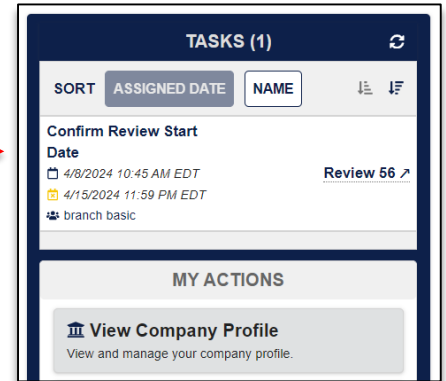 TASKS (1)
SORT ASSIGNED DATE NAME
Confirm Review Start
Date
4/8/2024 10:45 AM EDT
Review 56
4/15/2024 11:59 PM EDT
branch basic
MY ACTIONS
View Company Profile
View and manage your company profile.